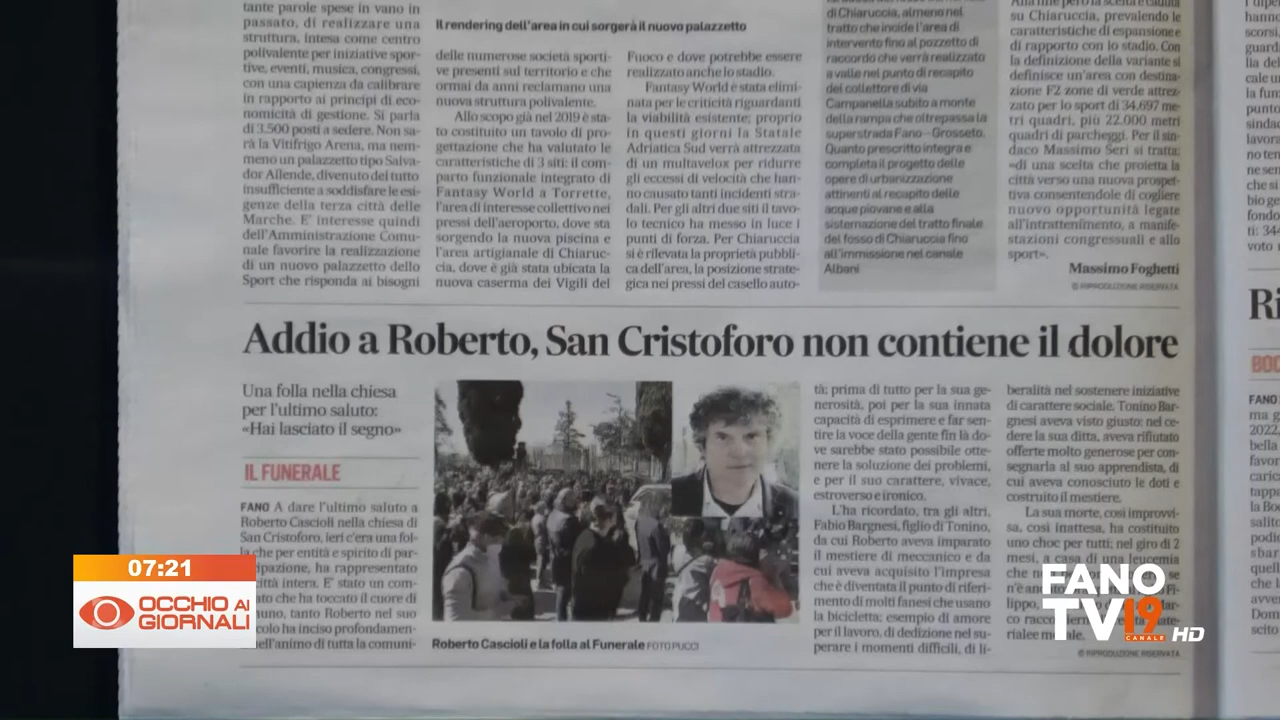 tante parole spese in vano in
passato, di realizzare una
struttura, intesa come centro
polivalente per iniziative spor-
tive, eventi, musica, congressi,
con una capienza da calibrare
in rapporto ai principi di eco-
nomicità di gestione. Si parla
di 3.500 posti a sedere. Non sa-
rà la Vitifrigo Arena, ma nem-
meno un palazzetto tipo Salva-
dor Allende, divenuto del tutto
insufficiente a soddisfare le esi-
genze della terza città delle
Marche. E' interesse quindi
dell'Amministrazione Comu-
nale favorire la realizzazione
di un nuovo palazzetto dello
Sport che risponda ai bisogni
Il rendering dell'area in cui sorgerà il nuovo palazzetto
delle numerose società sporti-
ve presenti sul territorio e che
ormai da anni reclamano una
nuova struttura polivalente.
Allo scopo già nel 2019 è sta-
to costituito un tavolo di pro-
gettazione che ha valutato le
caratteristiche di 3 siti: il com-
parto funzionale integrato di
Fantasy World a Torrette,
l'area di interesse collettivo nei
pressi dell'aeroporto, dove sta
sorgendo la nuova piscina e
l'area artigianale di Chiaruc-
cia, dove è già stata ubicata la
nuova caserma dei Vigili del
Fuoco e dove potrebbe essere
realizzato anche lo stadio.
Fantasy World è stata elimi-
nata per le criticità riguardanti
la viabilità esistente; proprio
in questi giorni la Statale
Adriatica Sud verrà attrezzata
di un multavelox per ridurre
gli eccessi di velocità che han-
no causato tanti incidenti stra-
dali. Per gli altri due siti il tavo-
lo tecnico ha messo in luce i
punti di forza. Per Chiaruccia
si è rilevata la proprietà pubbli-
ca dell'area, la posizione strate-
gica nei pressi del casello auto-
di Chiaruccia, almeno nel
tratto che incide l'area di
intervento fino al pozzetto di
raccordo che verrà realizzato
a valle nel punto di recapito
del collettore di via
Campanella subito a monte
della rampa che oltrepassa la
superstrada Fano - Grosseto.
Quanto prescritto integra e
completa il progetto delle
opere di urbanizzazione
attinenti al recapito delle
acque piovane e alla
sistemazione del tratto finale
del fosso di Chiaruccia fino
all'immissione nel canale
Albani
su Chiaruccia, prevalendo le
caratteristiche di espansione e
di rapporto con lo stadio. Con
la definizione della variante si
definisce un'area con destina-
zione F2 zone di verde attrez-
zato per lo sport di 34.697 me-
tri quadri, più 22.000 metri
quadri di parcheggi. Per il sin-
daco Massimo Seri si tratta:
«di una scelta che proietta la
città verso una nuova prospet-
tiva consentendole di cogliere
nuovo opportunità legate
all'intrattenimento, a manife-
stazioni congressuali e allo
sport».
Massimo Foghetti
© RIPRODUZIONE RISERVATA
Addio a Roberto, San Cristoforo non contiene il dolore
Una folla nella chiesa
per l'ultimo saluto:
«Hai lasciato il segno»
IL FUNERALE
FANO A dare l'ultimo saluto a
Roberto Cascioli nella chiesa di
San Cristoforo, ieri c'era una fol-
la che per entità e spirito di par-
cipazione, ha rappresentato
città intera. E' stato un com-
to che ha toccato il cuore di
uno, tanto Roberto nel suo
colo ha inciso profondamen-
ell'animo di tutta la comuni-
Roberto Cascioli e la folla al Funerale FOTO PUCCI
tà; prima di tutto per la sua ge-
nerosità, poi per la sua innata
capacità di esprimere e far sen-
tire la voce della gente fin là do-
ve sarebbe stato possibile otte-
nere la soluzione dei problemi,
e per il suo carattere, vivace,
estroverso e ironico.
L'ha ricordato, tra gli altri,
Fabio Bargnesi, figlio di Tonino,
da cui Roberto aveva imparato
il mestiere di meccanico e da
cui aveva acquisito l'impresa
che è diventata il punto di riferi-
mento di molti fanesi che usano
la bicicletta; esempio di amore
per il lavoro, di dedizione nel su-
perare i momenti difficili, di li-
beralità nel sostenere iniziative
di carattere sociale. Tonino Bar-
gnesi aveva visto giusto: nel ce-
dere la sua ditta, aveva rifiutato
offerte molto generose per con-
segnarla al suo apprendista, di
cui aveva conosciuto le doti e
costruito il mestiere.
La sua morte, così improvvi-
sa, così inattesa, ha costituito
uno choc per tutti; nel giro di 2
mesi, a casa di una leucemia
che
se
n'è
Fi-
lippo,
co
rialee
© RIPRODUZIONE RISERVATA
Ri
FANO
2022,
bella
favor
07:21
OCCHIO AI
GIORNALI
FANO
TV19
CANALE
HD